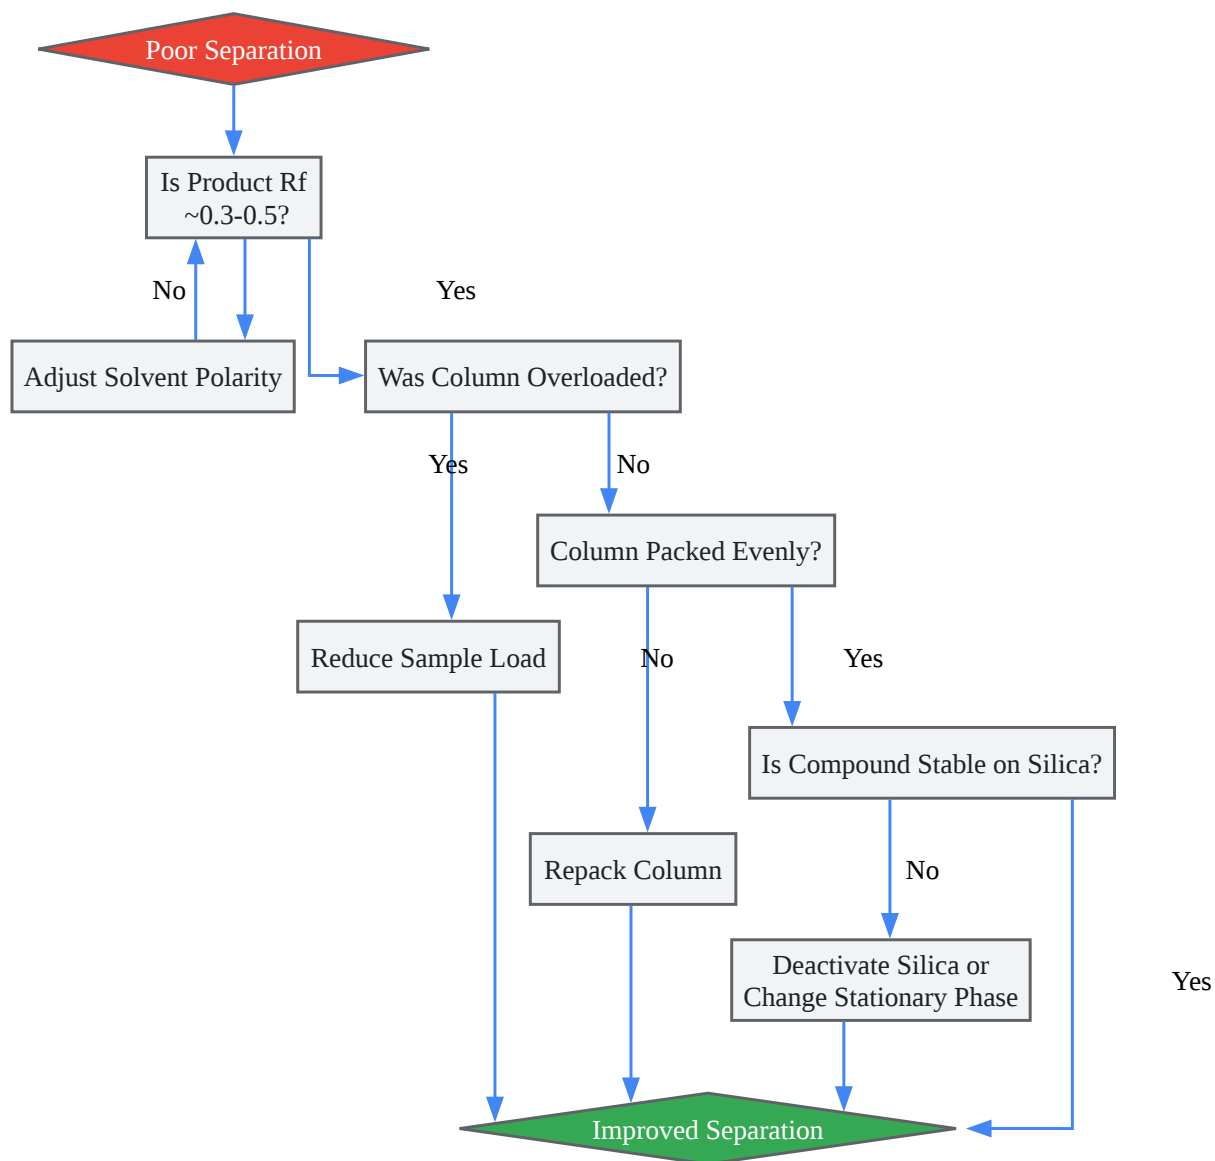 Poor Separation
Is Product Rf
~0.3-0.5?
No
Yes
Adjust Solvent Polarity
Was Column Overloaded?
Yes
No
Column Packed Evenly?
Reduce Sample Load
No
Yes
Is Compound Stable on Silica?
Repack Column
No
Deactivate Silica or
Change Stationary Phase
Yes
Improved Separation